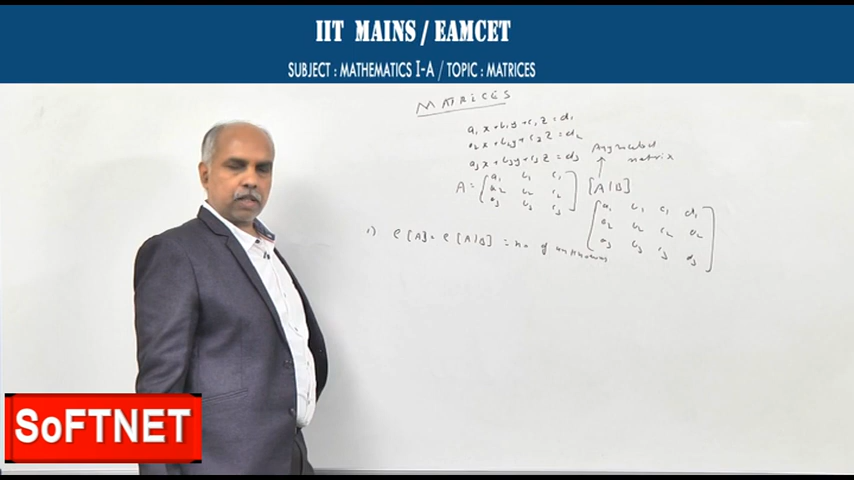 IIT MAINS / EAMCET
SUBJECT : MATHEMATICS I-A / TOPIC : MATRICES
MATRICES
a₁x+b₁y+c₁z=d₁
a₂x+b₂y+c₂z=d₂
a₃x+b₃y+c₃z=d₃
Augmented
matrix
A= [A|B]
a₁ b₁ c₁
a₂ b₂ c₂
a₃ b₃ c₃
a₁ b₁ c₁ d₁
a₂ b₂ c₂ d₂
a₃ b₃ c₃ d₃
1) ρ[A]=ρ[A|B] = no of unknowns
SoFTNET